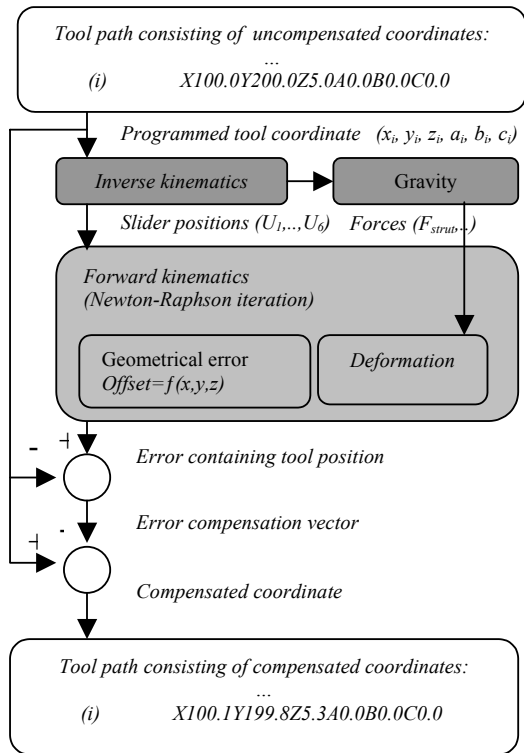 Tool path consisting of uncompensated coordinates:
...
(i) X100.0Y200.0Z5.0A0.0B0.0C0.0
Programmed tool coordinate (xi, yi, zi, ai, bi, ci)
Inverse kinematics
Gravity
Slider positions (U1,..,U6)
Forces (Fstrut,..)
Forward kinematics
(Newton-Raphson iteration)
Geometrical error
Offset=f(x,y,z)
Deformation
- +
Error containing tool position
+ -
Error compensation vector
Compensated coordinate
Tool path consisting of compensated coordinates:
...
(i) X100.1Y199.8Z5.3A0.0B0.0C0.0